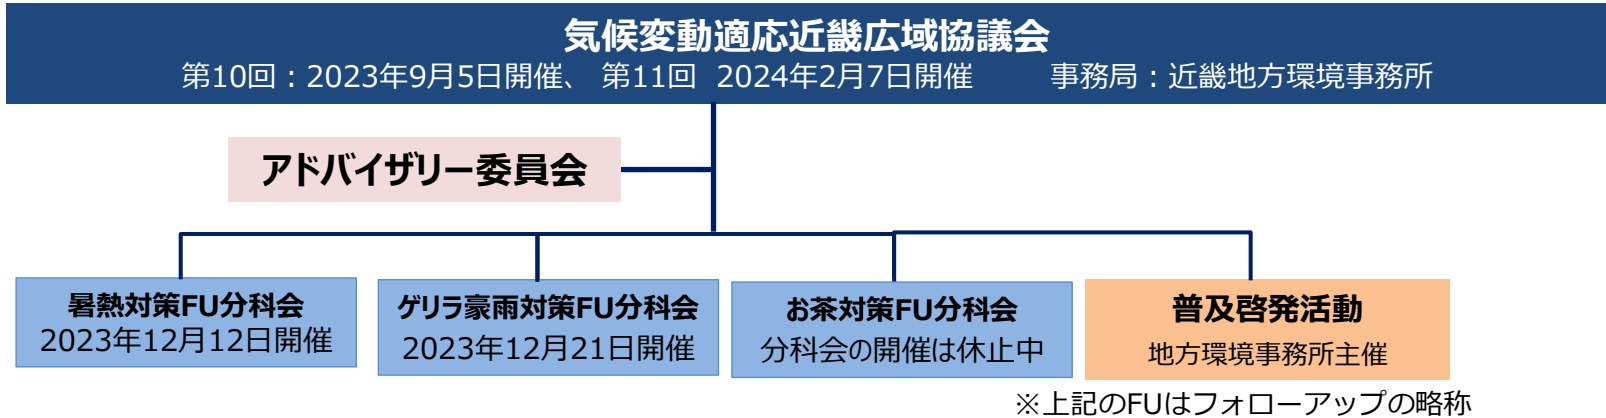 気候変動適応近畿広域協議会
第10回：2023年9月5日開催、 第11回 2024年2月7日開催 事務局：近畿地方環境事務所
アドバイザリー委員会
暑熱対策FU分科会
2023年12月12日開催
ゲリラ豪雨対策FU分科会
2023年12月21日開催
お茶対策FU分科会
分科会の開催は休止中
普及啓発活動
地方環境事務所主催
※上記のFUはフォローアップの略称